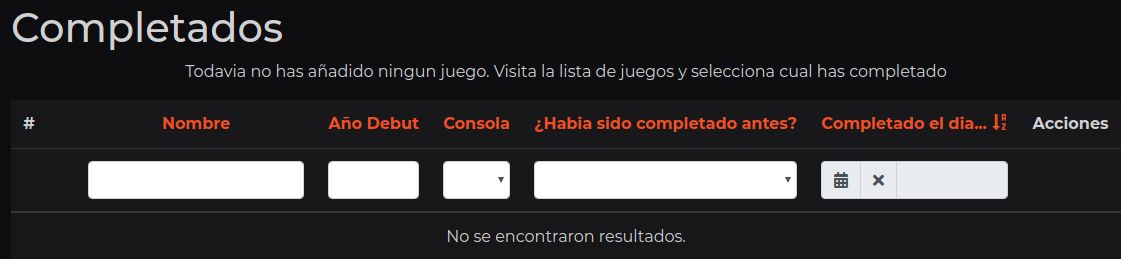 Completados
Todavia no has añadido ningun juego. Visita la lista de juegos y selecciona cual has completado
# Nombre Año Debut Consola ¿Habia sido completado antes? Completado el dia... Acciones
No se encontraron resultados.